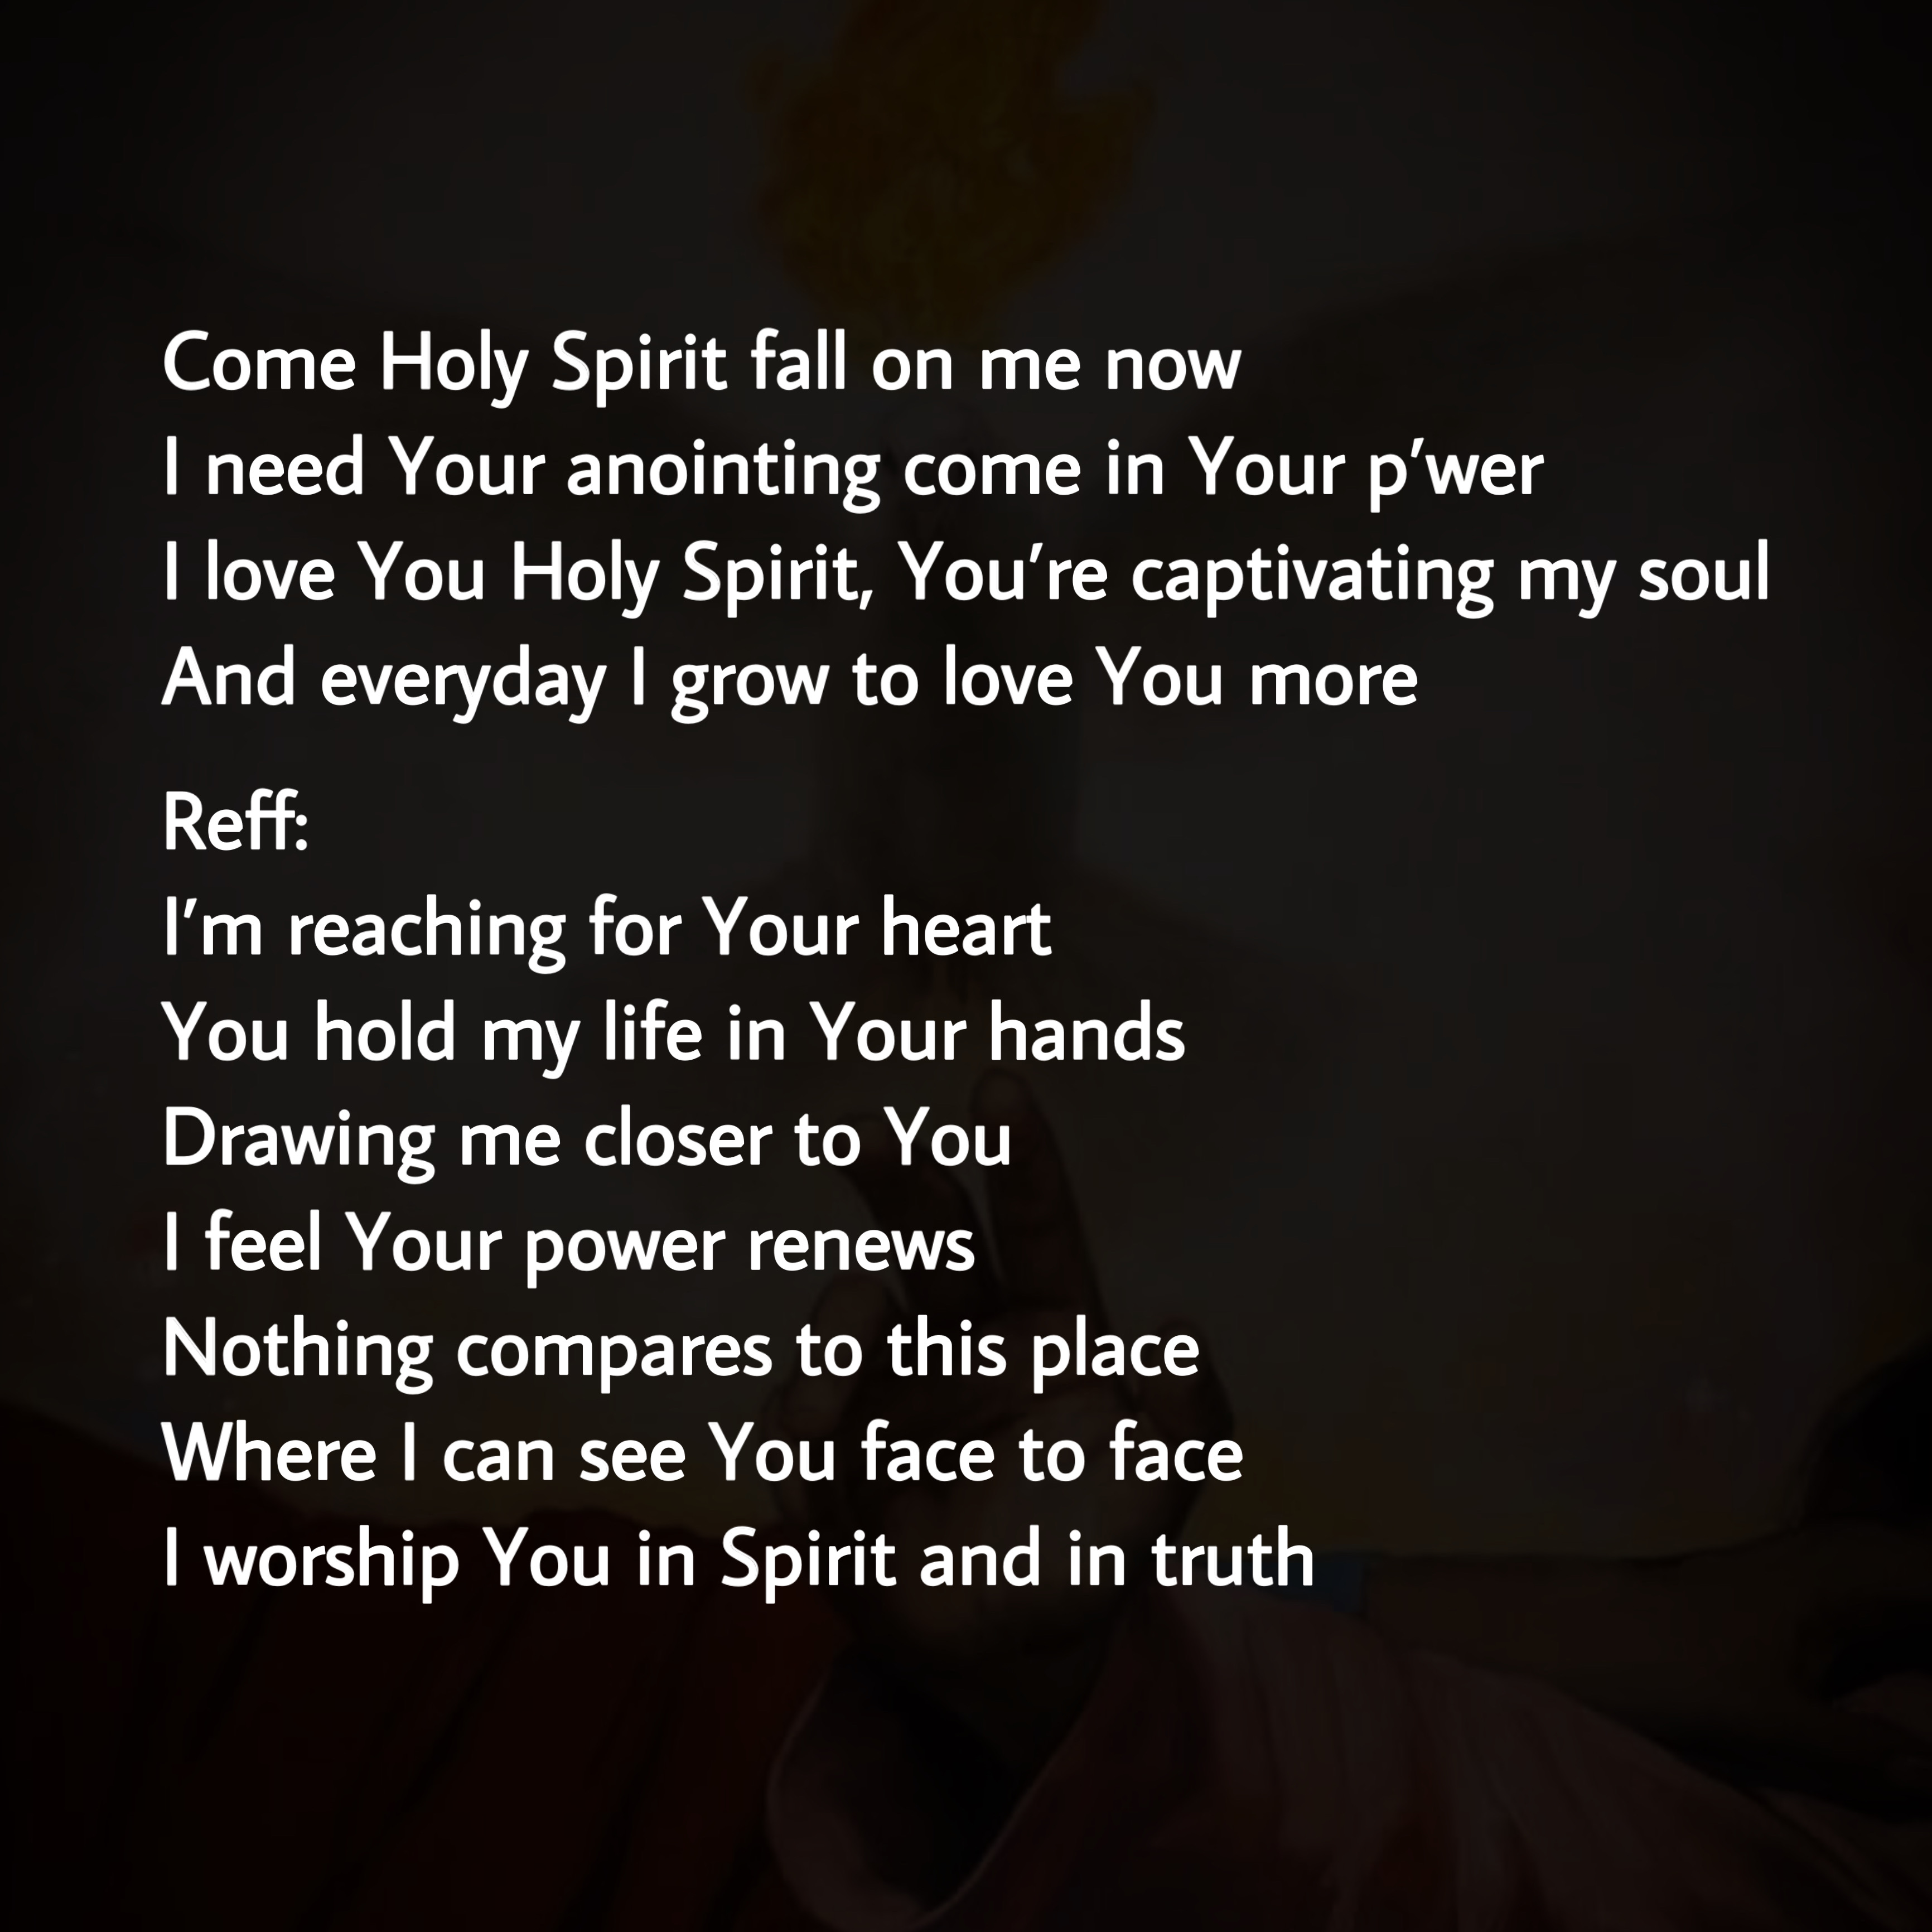 Come Holy Spirit fall on me now
I need Your anointing come in Your p'wer
I love You Holy Spirit, You're captivating my soul
And everyday I grow to love You more
Reff:
I'm reaching for Your heart
You hold my life in Your hands
Drawing me closer to You
I feel Your power renews
Nothing compares to this place
Where I can see You face to face
I worship You in Spirit and in truth